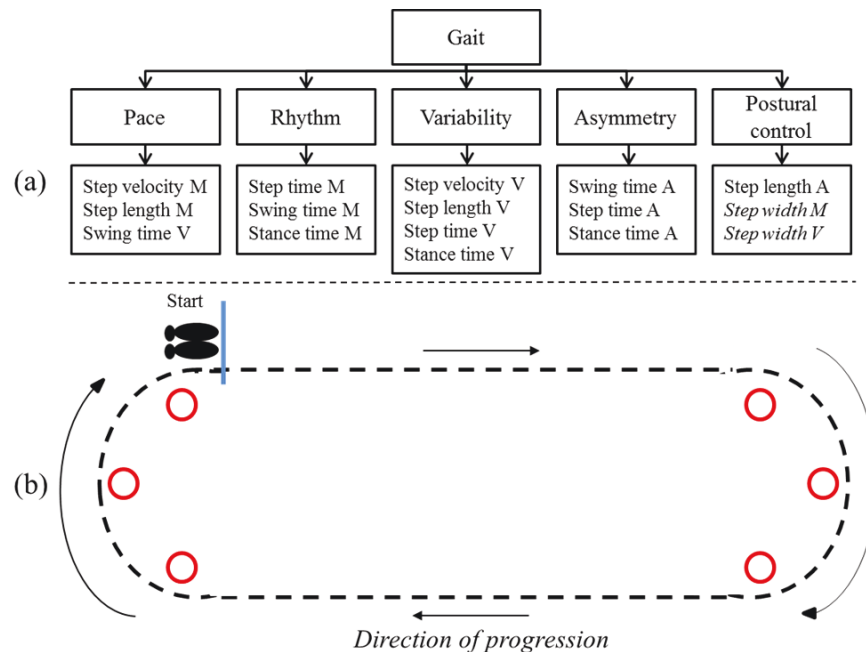 Gait
Pace
Rhythm
Variability
Asymmetry
Postural
control
(a)
Step velocity M
Step length M
Swing time V
Step time M
Swing time M
Stance time M
Step velocity V
Step length V
Step time V
Stance time V
Swing time A
Step time A
Stance time A
Step length A
Step width M
Step width V
Start
(b)
Direction of progression